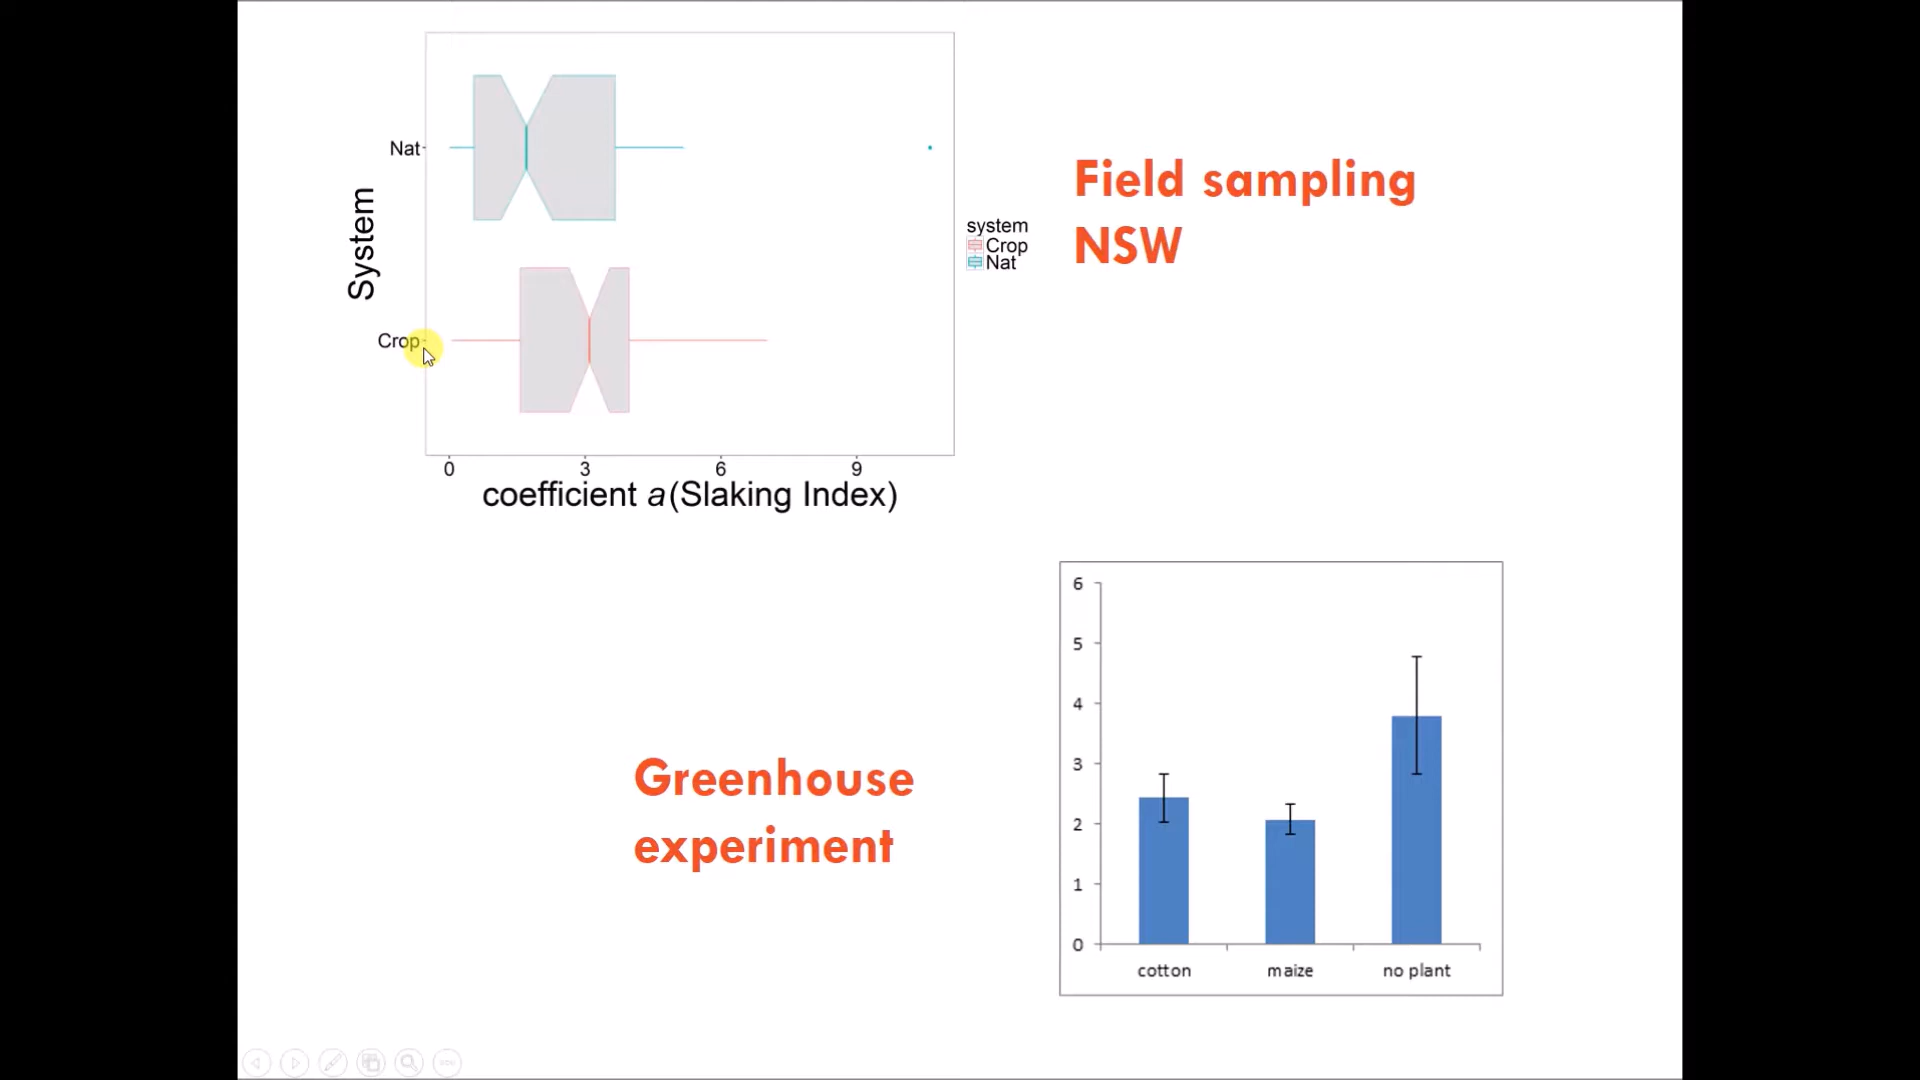 Nat
System
Crop
0 3 6 9
coefficient a (Slaking Index)
system
Crop
Nat
Field sampling
NSW
Greenhouse
experiment
6
5
4
3
2
1
0
cotton maize no plant